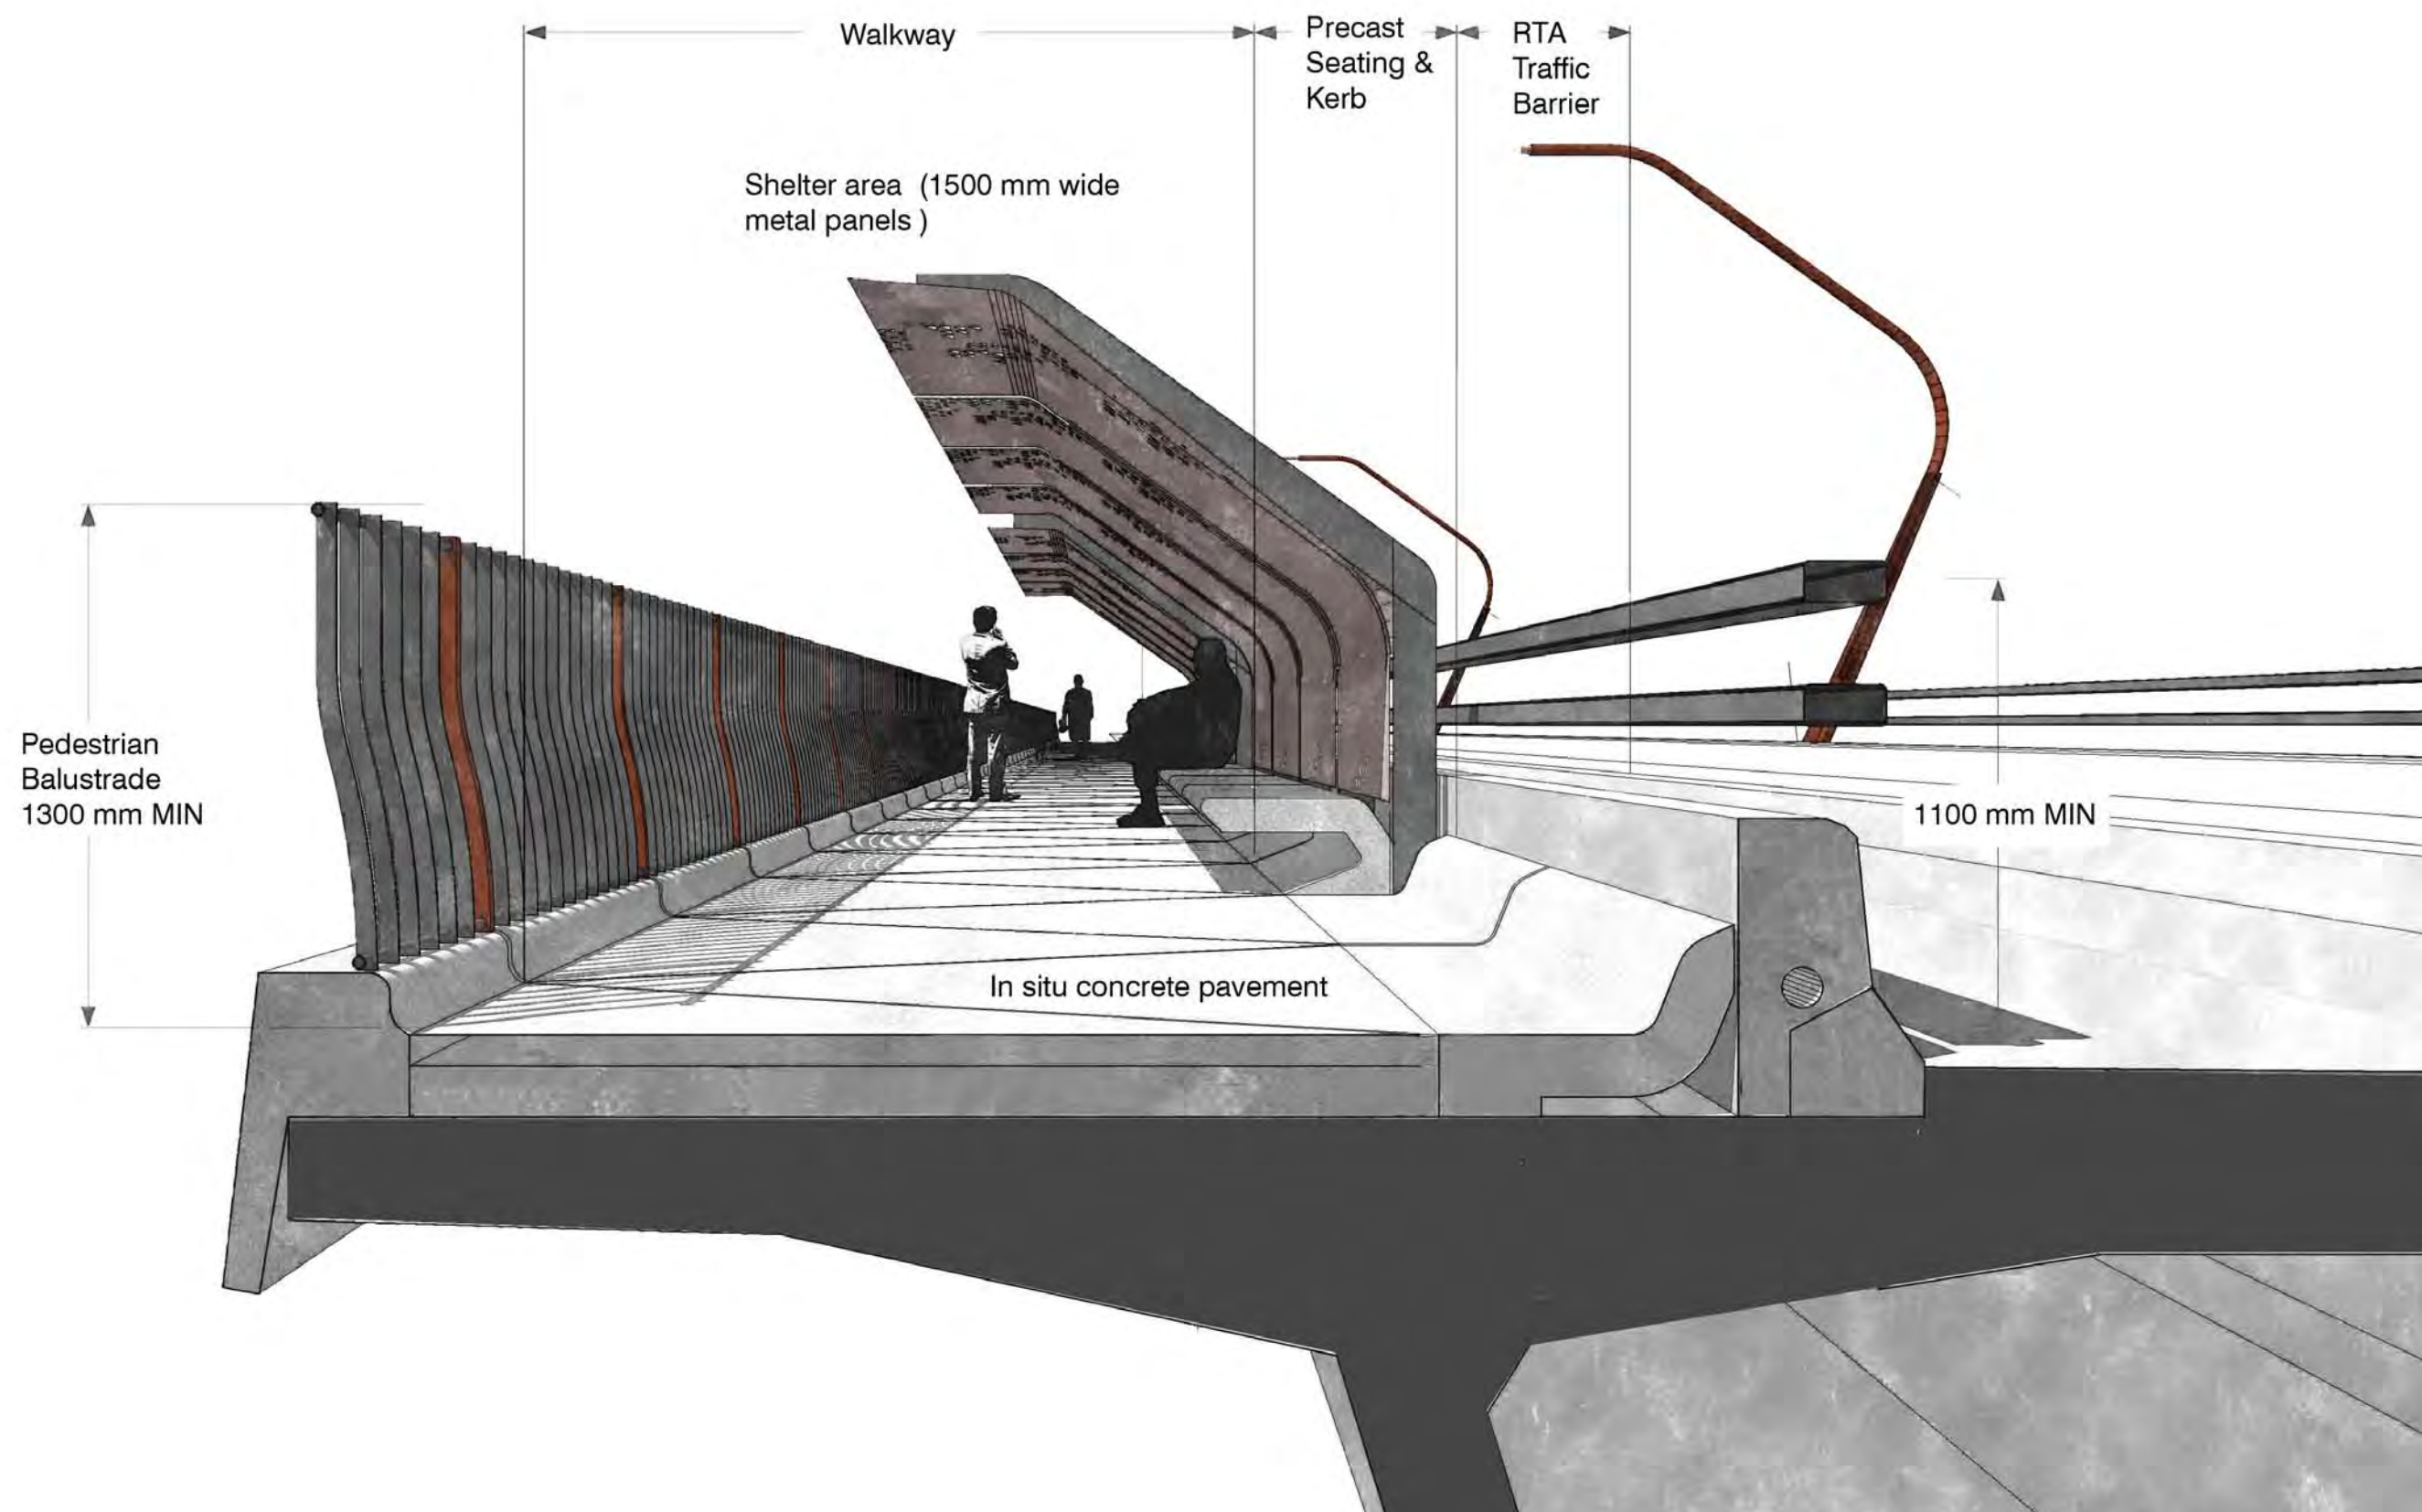 Walkway
Precast
Seating &
Kerb
RTA
Traffic
Barrier
Shelter area  (1500 mm wide
metal panels )
Pedestrian
Balustrade
1300 mm MIN
1100 mm MIN
In situ concrete pavement